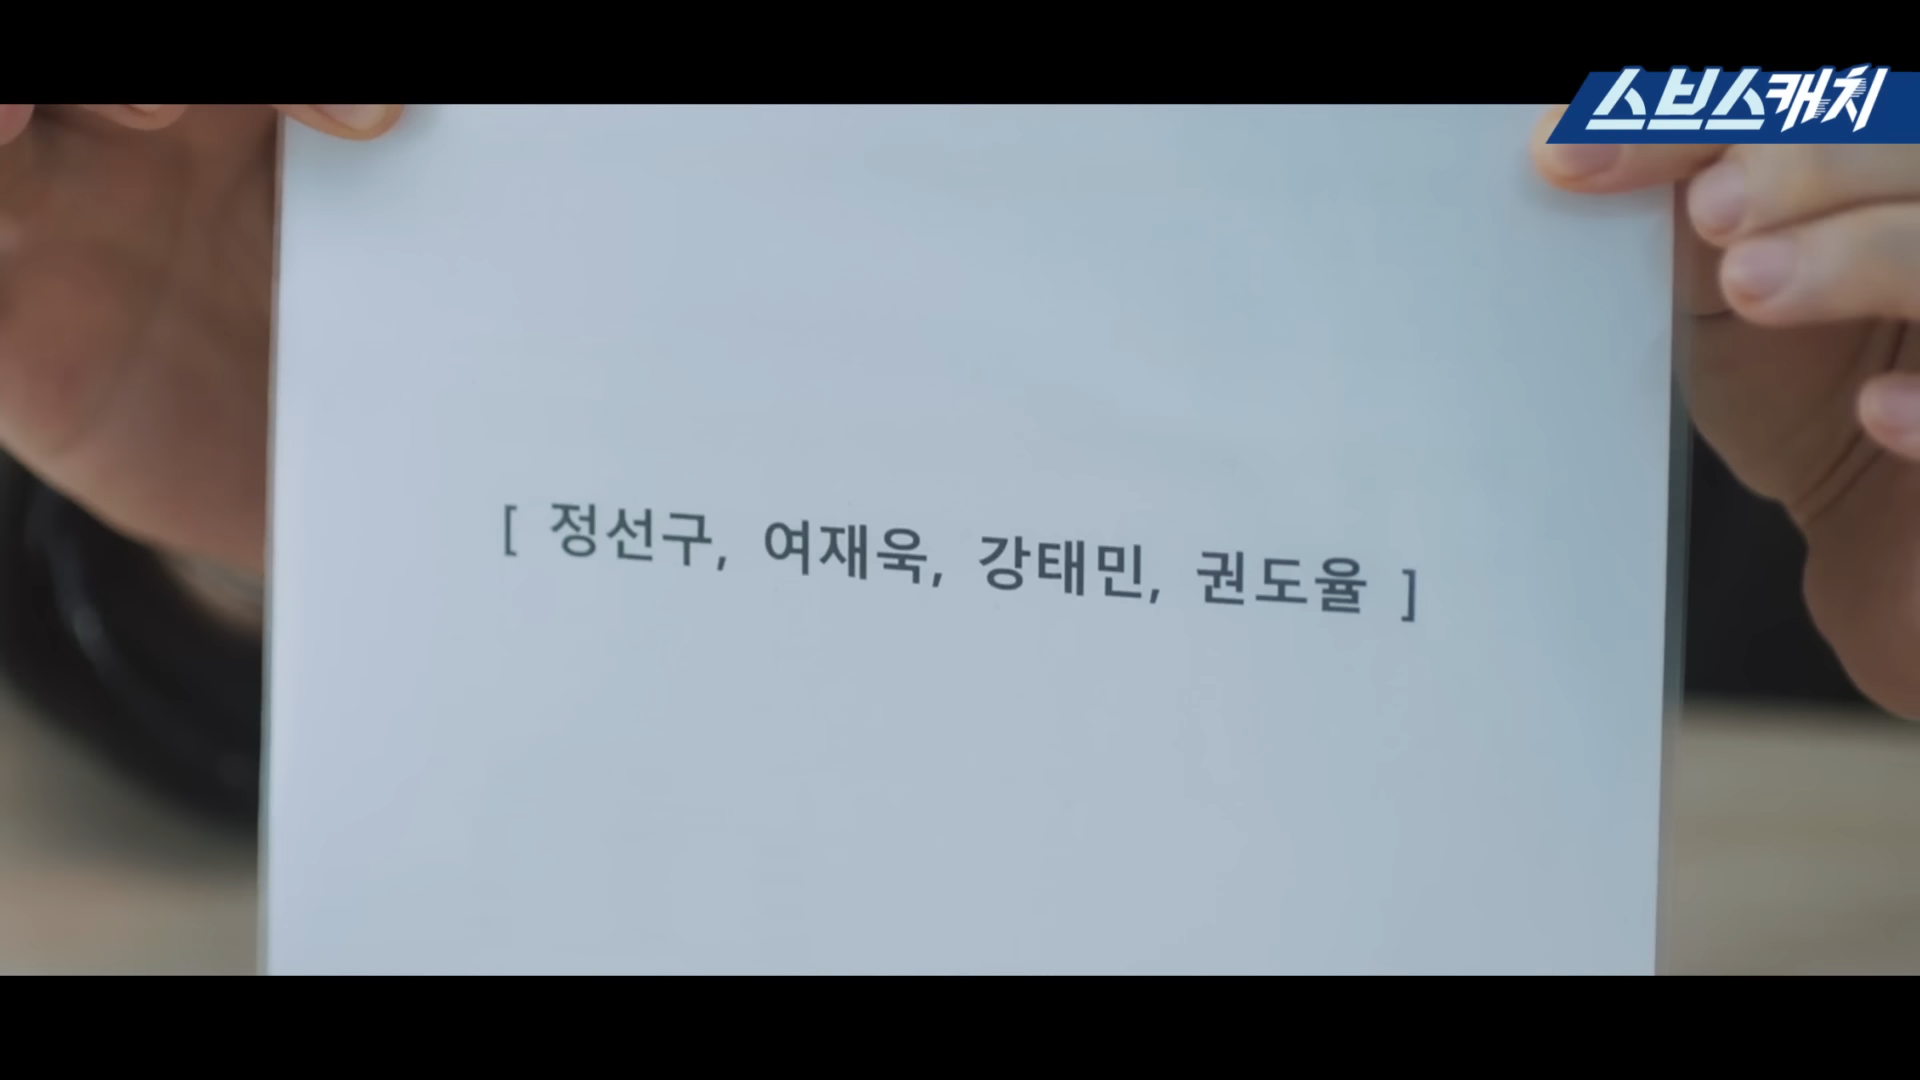 스브스캐치
[ 정선구, 여재욱, 강태민, 권도율 ]